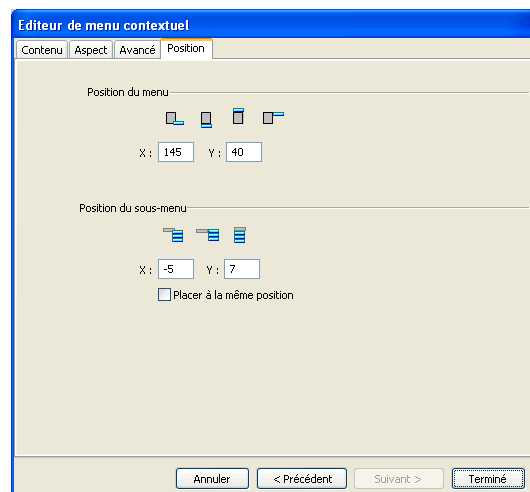 Editeur de menu contextuel
Contenu Aspect Avancé Position
Position du menu
X : 145 Y : 40
Position du sous-menu
X : -5 Y : 7
Placer à la même position
Annuler < Précédent Suivant > Terminé